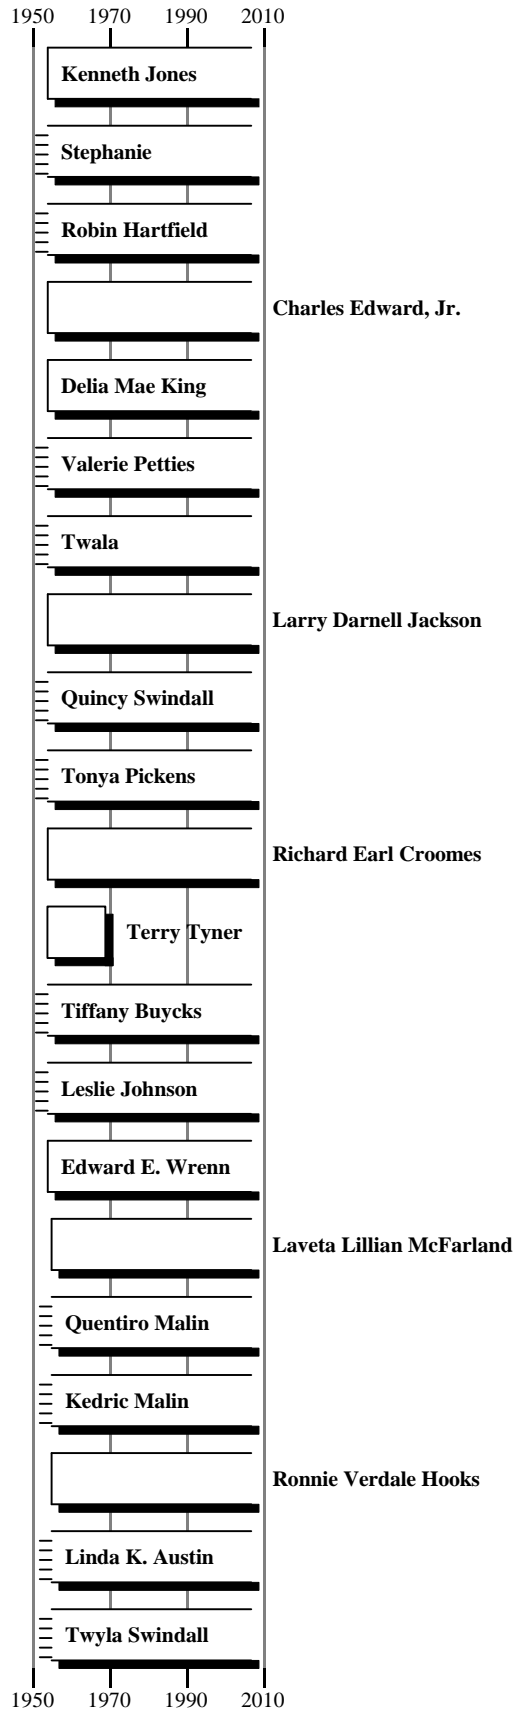 1950 1970 1990 2010
Kenneth Jones
Stephanie
Robin Hartfield
Charles Edward, Jr.
Delia Mae King
Valerie Petties
Twala
Larry Darnell Jackson
Quincy Swindall
Tonya Pickens
Richard Earl Croomes
Terry Tyner
Tiffany Buycks
Leslie Johnson
Edward E. Wrenn
Laveta Lillian McFarland
Quentiro Malin
Kedric Malin
Ronnie Verdale Hooks
Linda K. Austin
Twyla Swindall
1950 1970 1990 2010